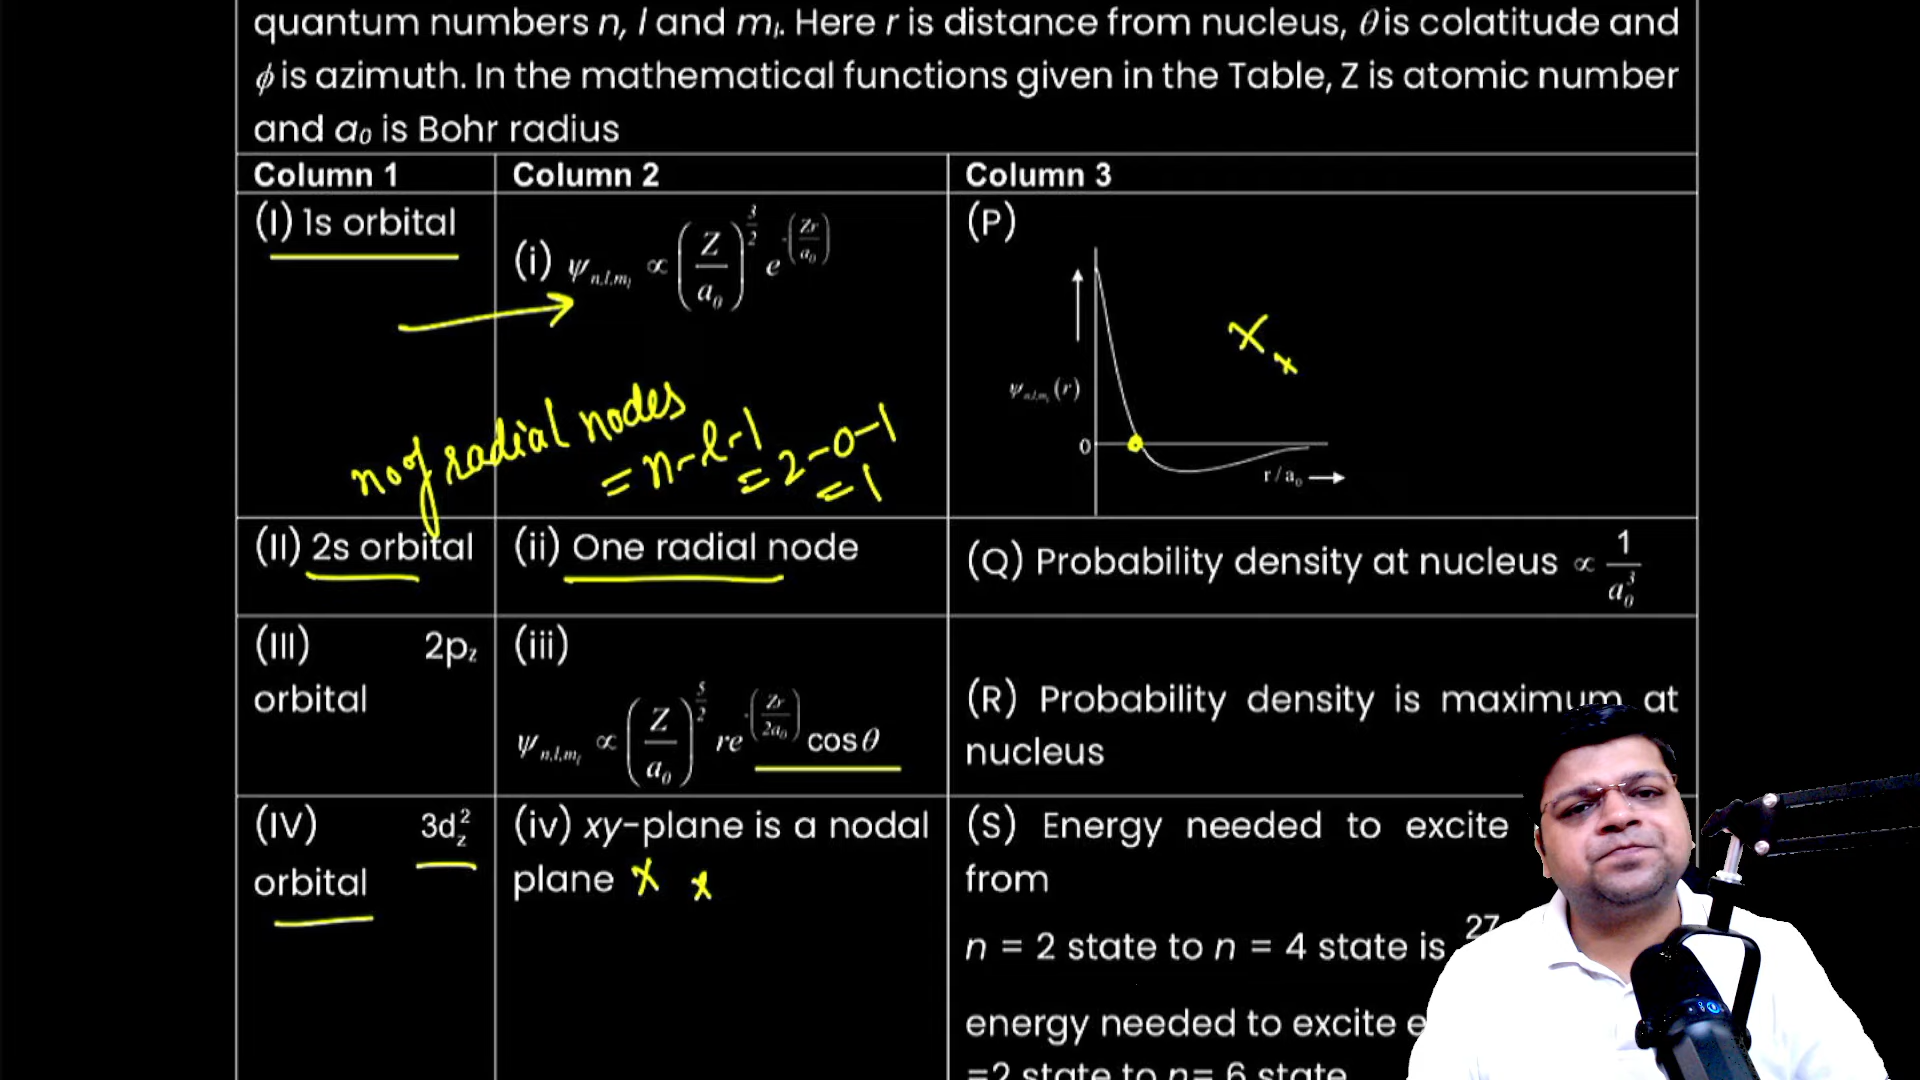 quantum numbers n, l and mₗ. Here r is distance from nucleus, θ is colatitude and
ϕ is azimuth. In the mathematical functions given in the Table, Z is atomic number
and a₀ is Bohr radius
Column 1
Column 2
Column 3
(I) 1s orbital
(i) ψₙ,ₗ,ₘₗ ∝ (Z/a₀)^(3/2) e^-(Zr/a₀)
(P)
ψₙ,ₗ,ₘₗ(r)
0
r/a₀
x
x
no of radial nodes
= n-l-1
= 2-0-1
= 1
(II) 2s orbital
(ii) One radial node
(Q) Probability density at nucleus ∝ 1/a₀³
(III) 2p𝓏
orbital
(iii)
ψₙ,ₗ,ₘₗ ∝ (Z/a₀)^(5/2) re^-(Zr/2a₀) cosθ
(R) Probability density is maximum at
nucleus
(IV) 3d𝓏²
orbital
(iv) xy-plane is a nodal
plane x x
(S) Energy needed to excite
from
n = 2 state to n = 4 state is 27
energy needed to excite e
=2 state to n= 6 state